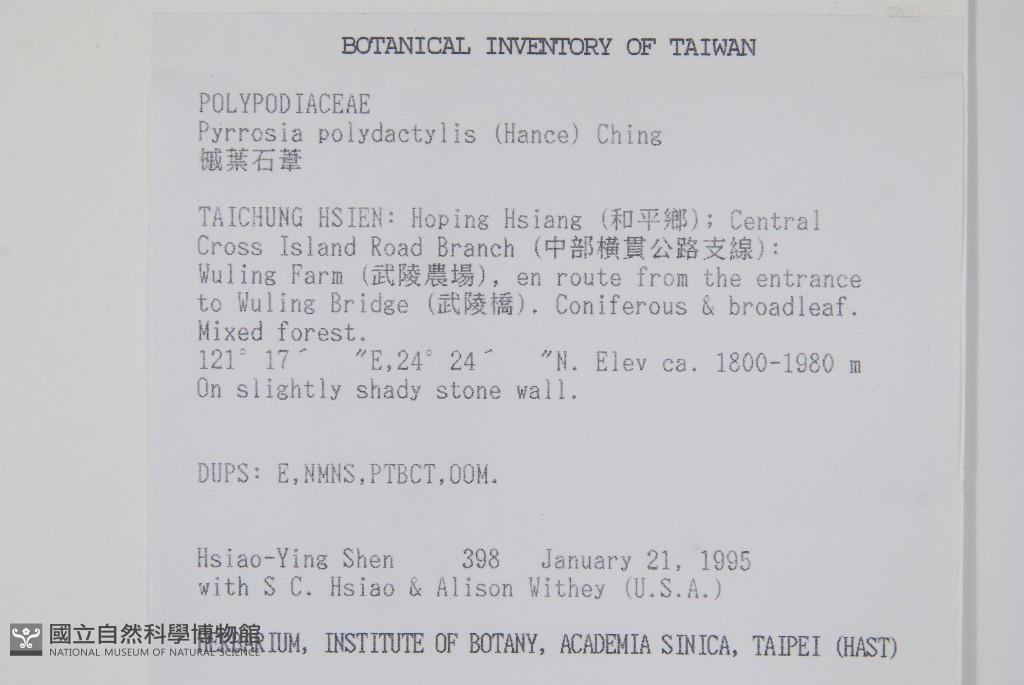 BOTANICAL INVENTORY OF TAIWAN
POLYPODIACEAE
Pyrrosia polydactylis (Hance) Ching
葉石葦
TAICHUNG HSIEN: Hoping Hsiang (和平鄉); Central
Cross Island Road Branch (中部橫貫公路支線):
Wuling Farm (武陵農場), en route from the entrance
to Wuling Bridge (武陵橋). Coniferous & broadleaf.
Mixed forest.
121° 17´ ″E,24° 24´ ″N. Elev ca. 1800-1980 m
On slightly shady stone wall.
DUPS: E,NMNS,PTBCT,OOM.
Hsiao-Ying Shen 398 January 21, 1995
with S C. Hsiao & Alison Withey (U.S.A.)
HERBARIUM, INSTITUTE OF BOTANY, ACADEMIA SINICA, TAIPEI (HAST)
國立自然科學博物館
NATIONAL MUSEUM OF NATURAL SCIENCE